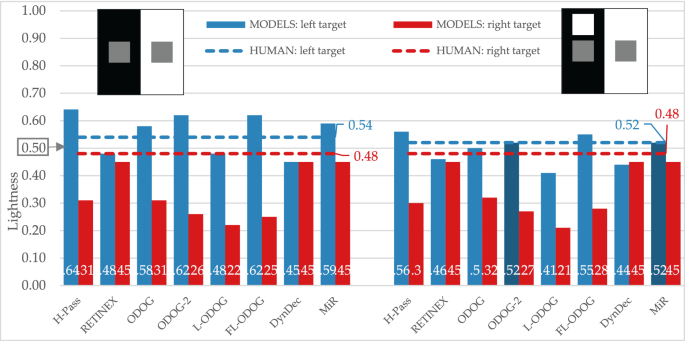 1.00
0.90
0.80
0.70
0.60
0.50
0.40
0.30
0.20
0.10
0.00
Lightness
MODELS: left target
MODELS: right target
HUMAN: left target
HUMAN: right target
0.54
0.48
0.52
0.48
.64 .31 .48 .45 .58 .31 .62 .26 .48 .22 .62 .25 .45 .45 .59 .45
.56 .3 .46 .45 .5 .32 .52 .27 .41 .21 .55 .28 .44 .45 .52 .45
H-Pass RETINEX ODOG ODOG-2 L-ODOG FL-ODOG DynDec MiR
H-Pass RETINEX ODOG ODOG-2 L-ODOG FL-ODOG DynDec MiR